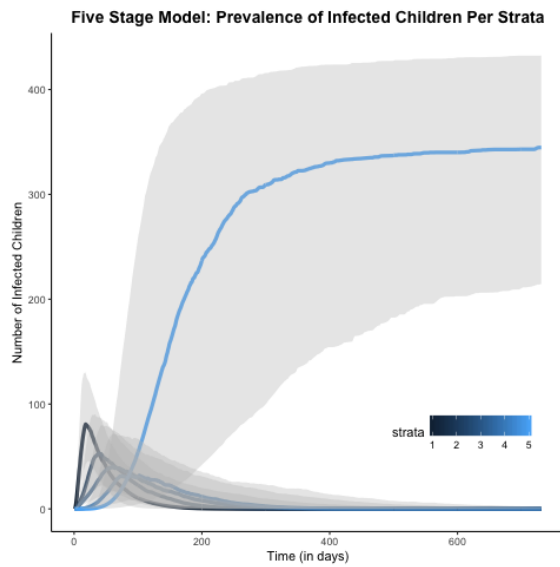 Five Stage Model: Prevalence of Infected Children Per Strata
Number of Infected Children
400
300
200
100
0
strata
1 2 3 4 5
0 200 400 600
Time (in days)